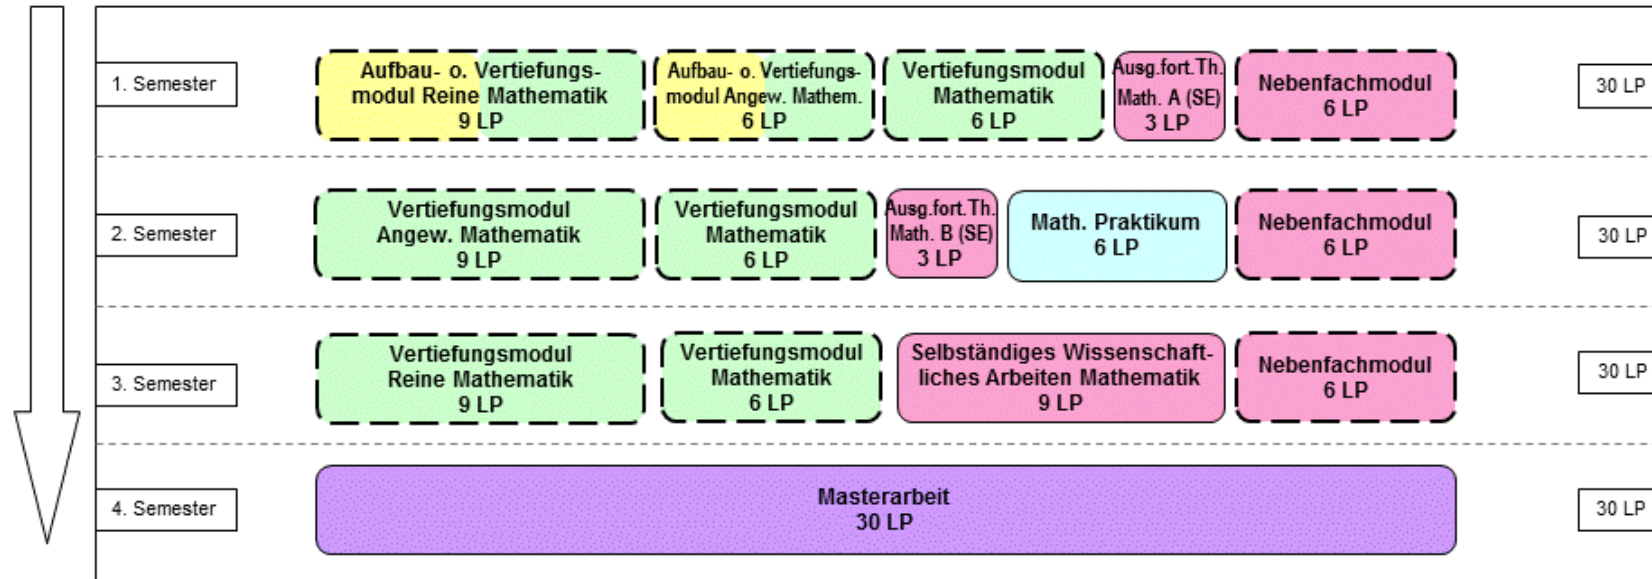 1. Semester
Aufbau- o. Vertiefungs-
modul Reine Mathematik
9 LP
Aufbau- o. Vertiefungs-
modul Angew. Mathem.
6 LP
Vertiefungsmodul
Mathematik
6 LP
Ausg.fort.Th.
Math. A (SE)
3 LP
Nebenfachmodul
6 LP
30 LP
2. Semester
Vertiefungsmodul
Angew. Mathematik
9 LP
Vertiefungsmodul
Mathematik
6 LP
Ausg.fort.Th.
Math. B (SE)
3 LP
Math. Praktikum
6 LP
Nebenfachmodul
6 LP
30 LP
3. Semester
Vertiefungsmodul
Reine Mathematik
9 LP
Vertiefungsmodul
Mathematik
6 LP
Selbständiges Wissenschaft-
liches Arbeiten Mathematik
9 LP
Nebenfachmodul
6 LP
30 LP
4. Semester
Masterarbeit
30 LP
30 LP